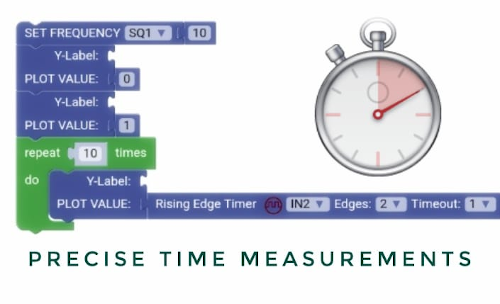 SET FREQUENCY SQ1 ▼ 10
Y-Label:
PLOT VALUE: 0
Y-Label:
PLOT VALUE: 1
repeat 10 times
do Y-Label:
PLOT VALUE: Rising Edge Timer IN2 ▼ Edges: 2 ▼ Timeout: 1 ▼
PRECISE TIME MEASUREMENTS